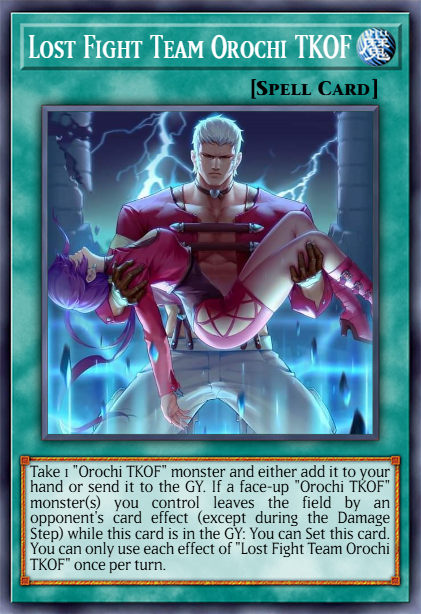 Lost Fight Team Orochi TKOF 魔
[Spell Card]
Take 1 "Orochi TKOF" monster and either add it to your
hand or send it to the GY. If a face-up "Orochi TKOF"
monster(s) you control leaves the field by an
opponent's card effect (except during the Damage
Step) while this card is in the GY: You can Set this card.
You can only use each effect of "Lost Fight Team Orochi
TKOF" once per turn.